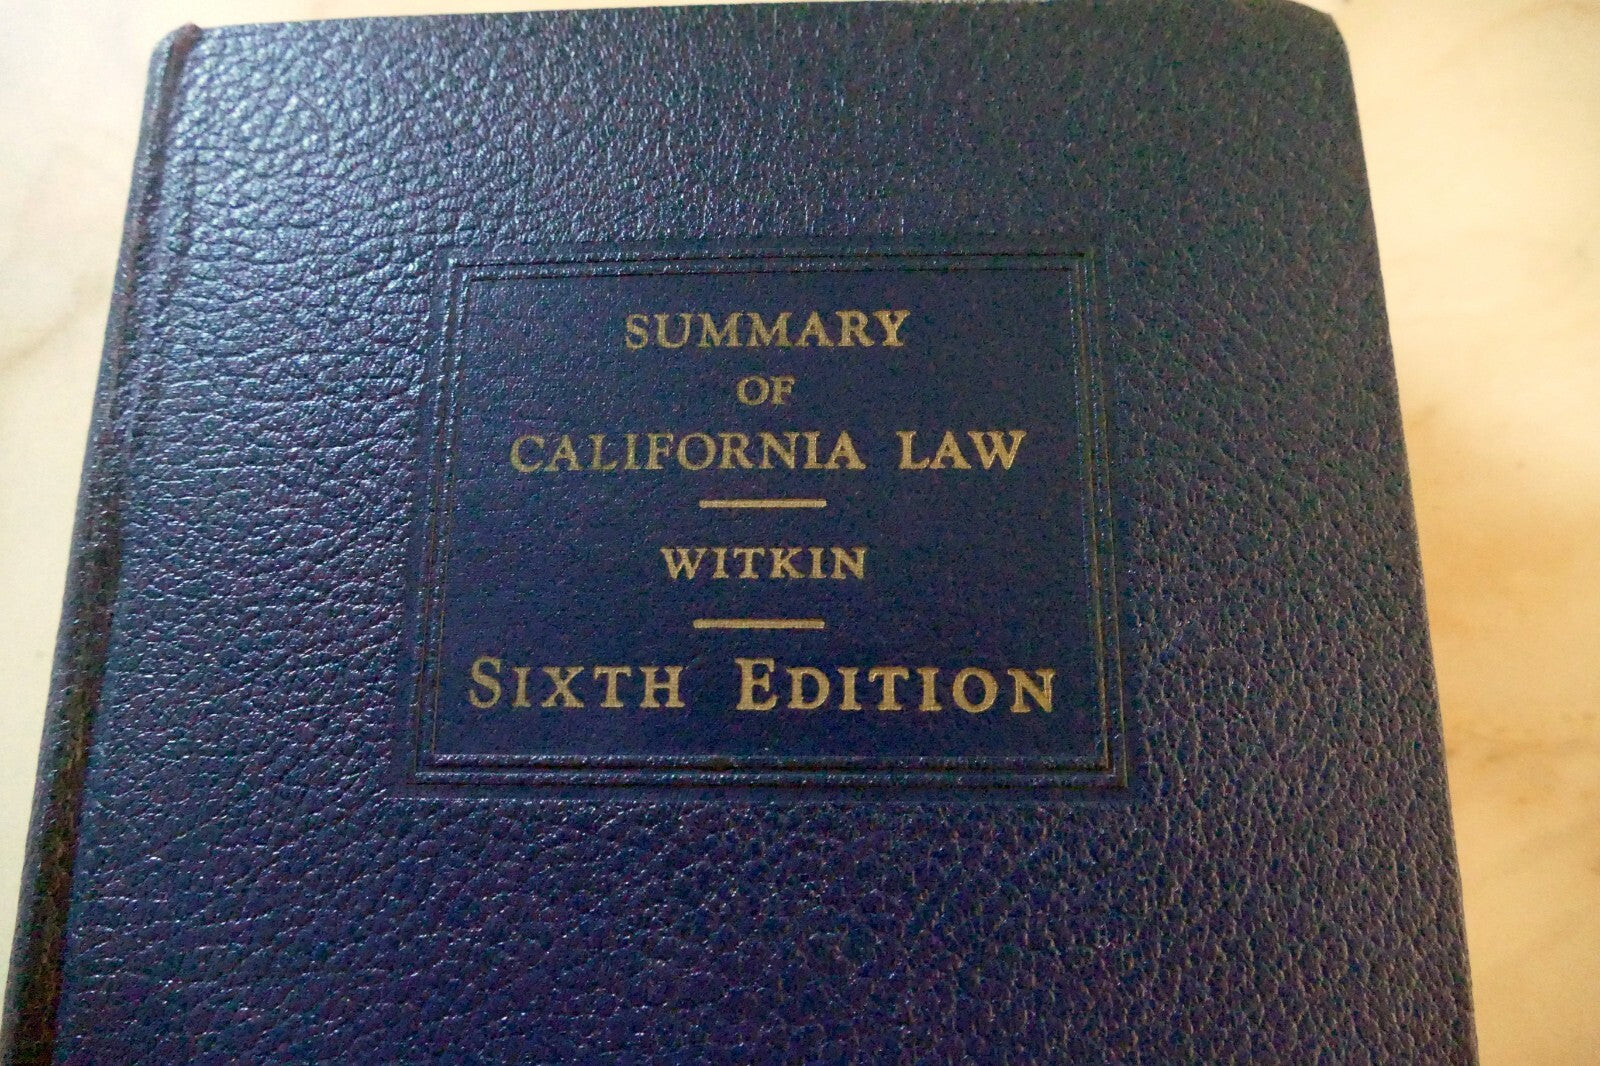 SUMMARY
OF
CALIFORNIA LAW
WITKIN
SIXTH EDITION